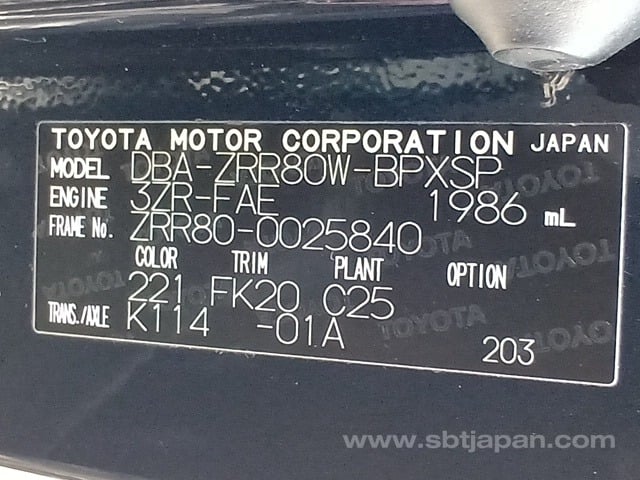 TOYOTA MOTOR CORPORATION JAPAN
MODEL DBA-ZRR80W-BPXSP
ENGINE 3ZR-FAE 1986 mL
FRAME No. ZRR80-0025840
COLOR TRIM PLANT OPTION
221 FK20 C25
TRANS./AXLE K114 -01A
203
www.sbtjapan.com